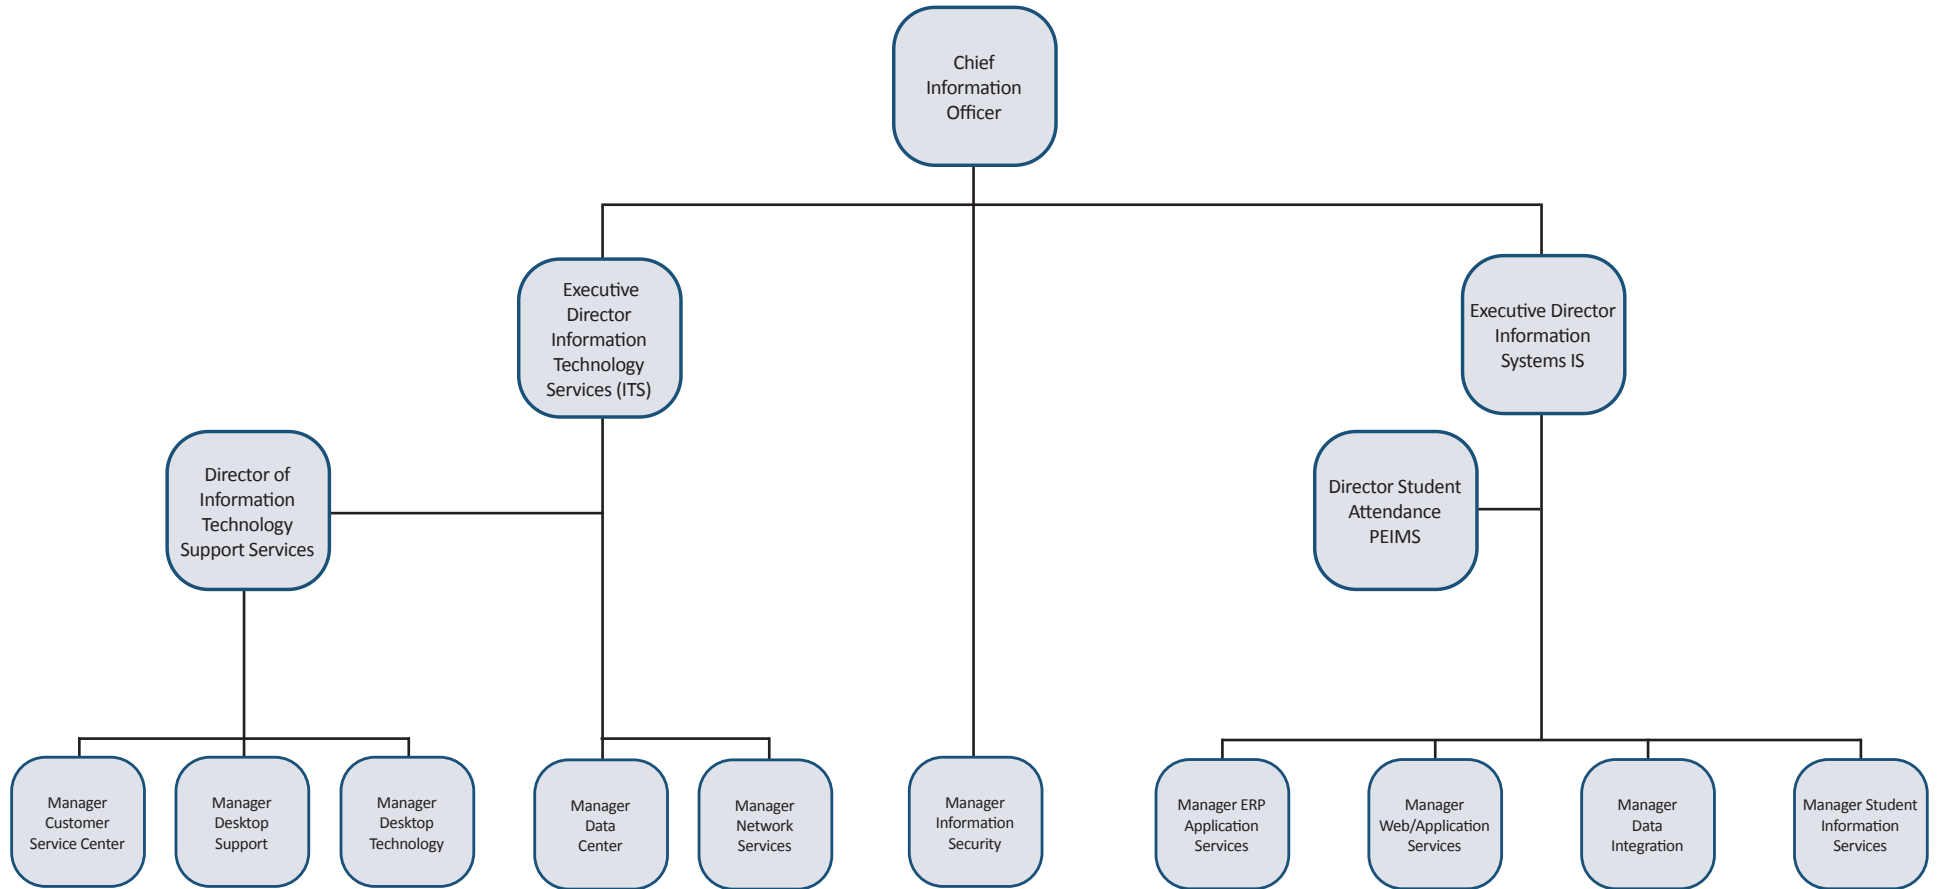 Chief
Information
Officer
Executive
Director
Information
Technology
Services (ITS)
Executive Director
Information
Systems IS
Director of
Information
Technology
Support Services
Director Student
Attendance
PEIMS
Manager
Customer
Service Center
Manager
Desktop
Support
Manager
Desktop
Technology
Manager
Data
Center
Manager
Network
Services
Manager
Information
Security
Manager ERP
Application
Services
Manager
Web/Application
Services
Manager
Data
Integration
Manager Student
Information
Services